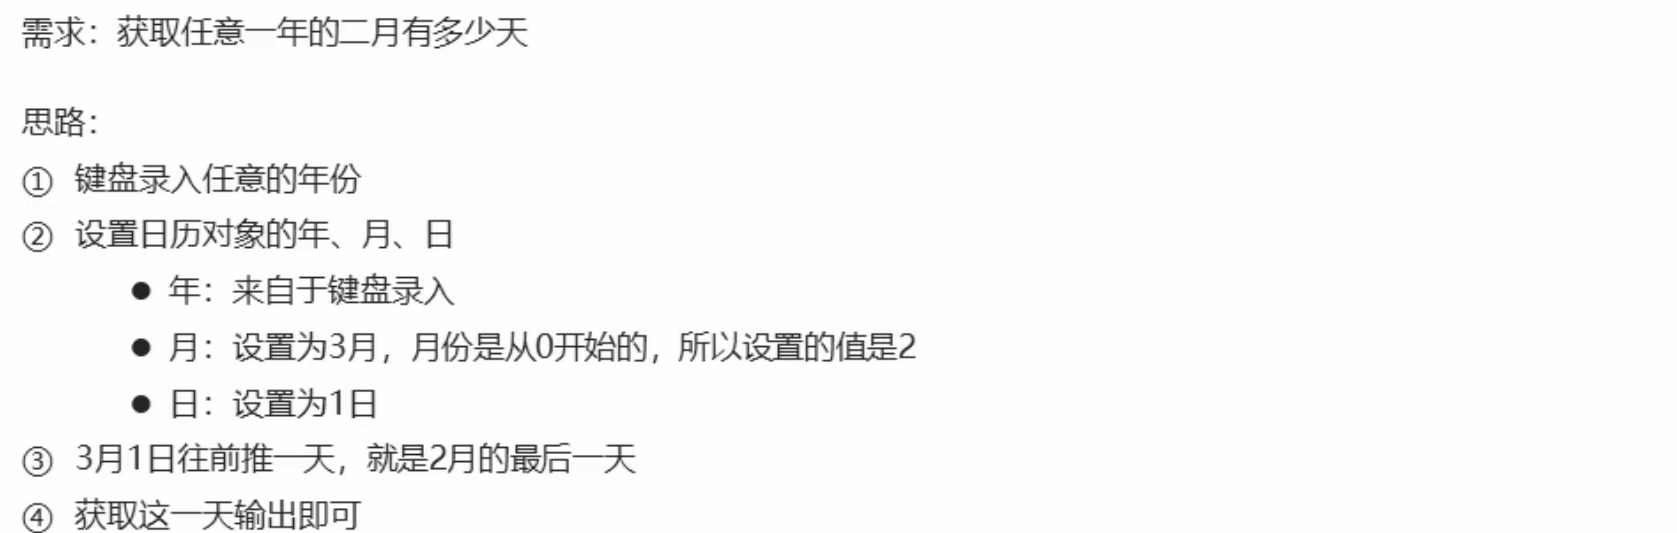 需求：获取任意一年的二月有多少天
思路：
① 键盘录入任意的年份
② 设置日历对象的年、月、日
● 年：来自于键盘录入
● 月：设置为3月，月份是从0开始的，所以设置的值是2
● 日：设置为1日
③ 3月1日往前推一天，就是2月的最后一天
④ 获取这一天输出即可